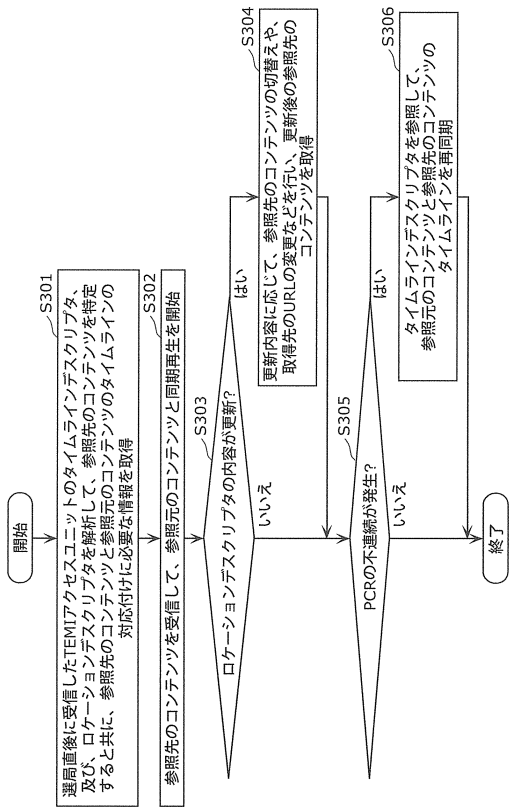 開始
S301
選局直後に受信したTEMIアクセスユニットのタイムラインデスクリプタ、
及び、ロケーションデスクリプタを解析して、参照先のコンテンツを特定
すると共に、参照先のコンテンツと参照元のコンテンツのタイムラインの
対応付けに必要な情報を取得
S302
参照先のコンテンツを受信して、参照元のコンテンツと同期再生を開始
S303
ロケーションデスクリプタの内容が更新?
はい
いいえ
S304
更新内容に応じて、参照先のコンテンツの切替えや、
取得先のURLの変更などを行い、更新後の参照先の
コンテンツを取得
S305
PCRの不連続が発生?
はい
いいえ
S306
タイムラインデスクリプタを参照して、
参照元のコンテンツと参照先のコンテンツの
タイムラインを再同期
終了